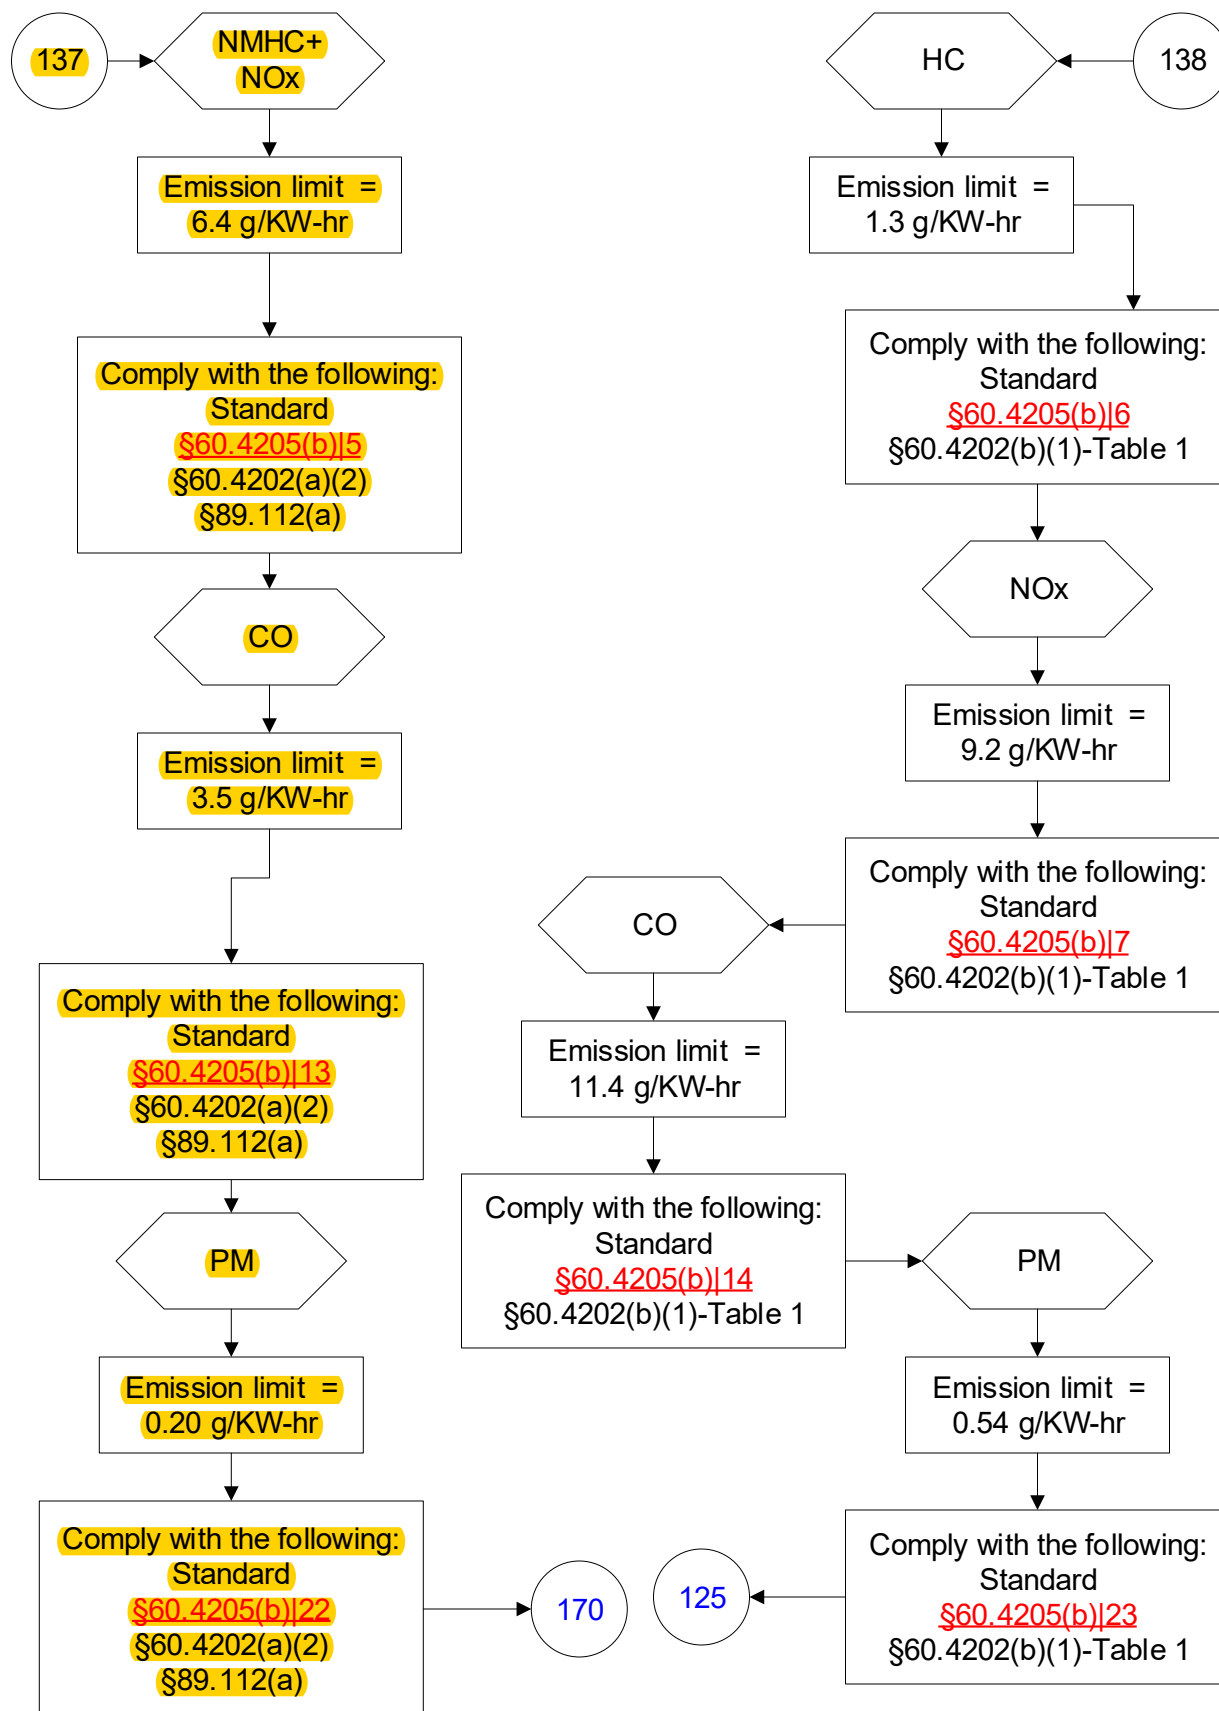 137
NMHC+
NOx
Emission limit =
6.4 g/KW-hr
Comply with the following:
Standard
§60.4205(b)|5
§60.4202(a)(2)
§89.112(a)
CO
Emission limit =
3.5 g/KW-hr
Comply with the following:
Standard
§60.4205(b)|13
§60.4202(a)(2)
§89.112(a)
PM
Emission limit =
0.20 g/KW-hr
Comply with the following:
Standard
§60.4205(b)|22
§60.4202(a)(2)
§89.112(a)
170
138
HC
Emission limit =
1.3 g/KW-hr
Comply with the following:
Standard
§60.4205(b)|6
§60.4202(b)(1)-Table 1
NOx
Emission limit =
9.2 g/KW-hr
Comply with the following:
Standard
§60.4205(b)|7
§60.4202(b)(1)-Table 1
CO
Emission limit =
11.4 g/KW-hr
Comply with the following:
Standard
§60.4205(b)|14
§60.4202(b)(1)-Table 1
PM
Emission limit =
0.54 g/KW-hr
Comply with the following:
Standard
§60.4205(b)|23
§60.4202(b)(1)-Table 1
125